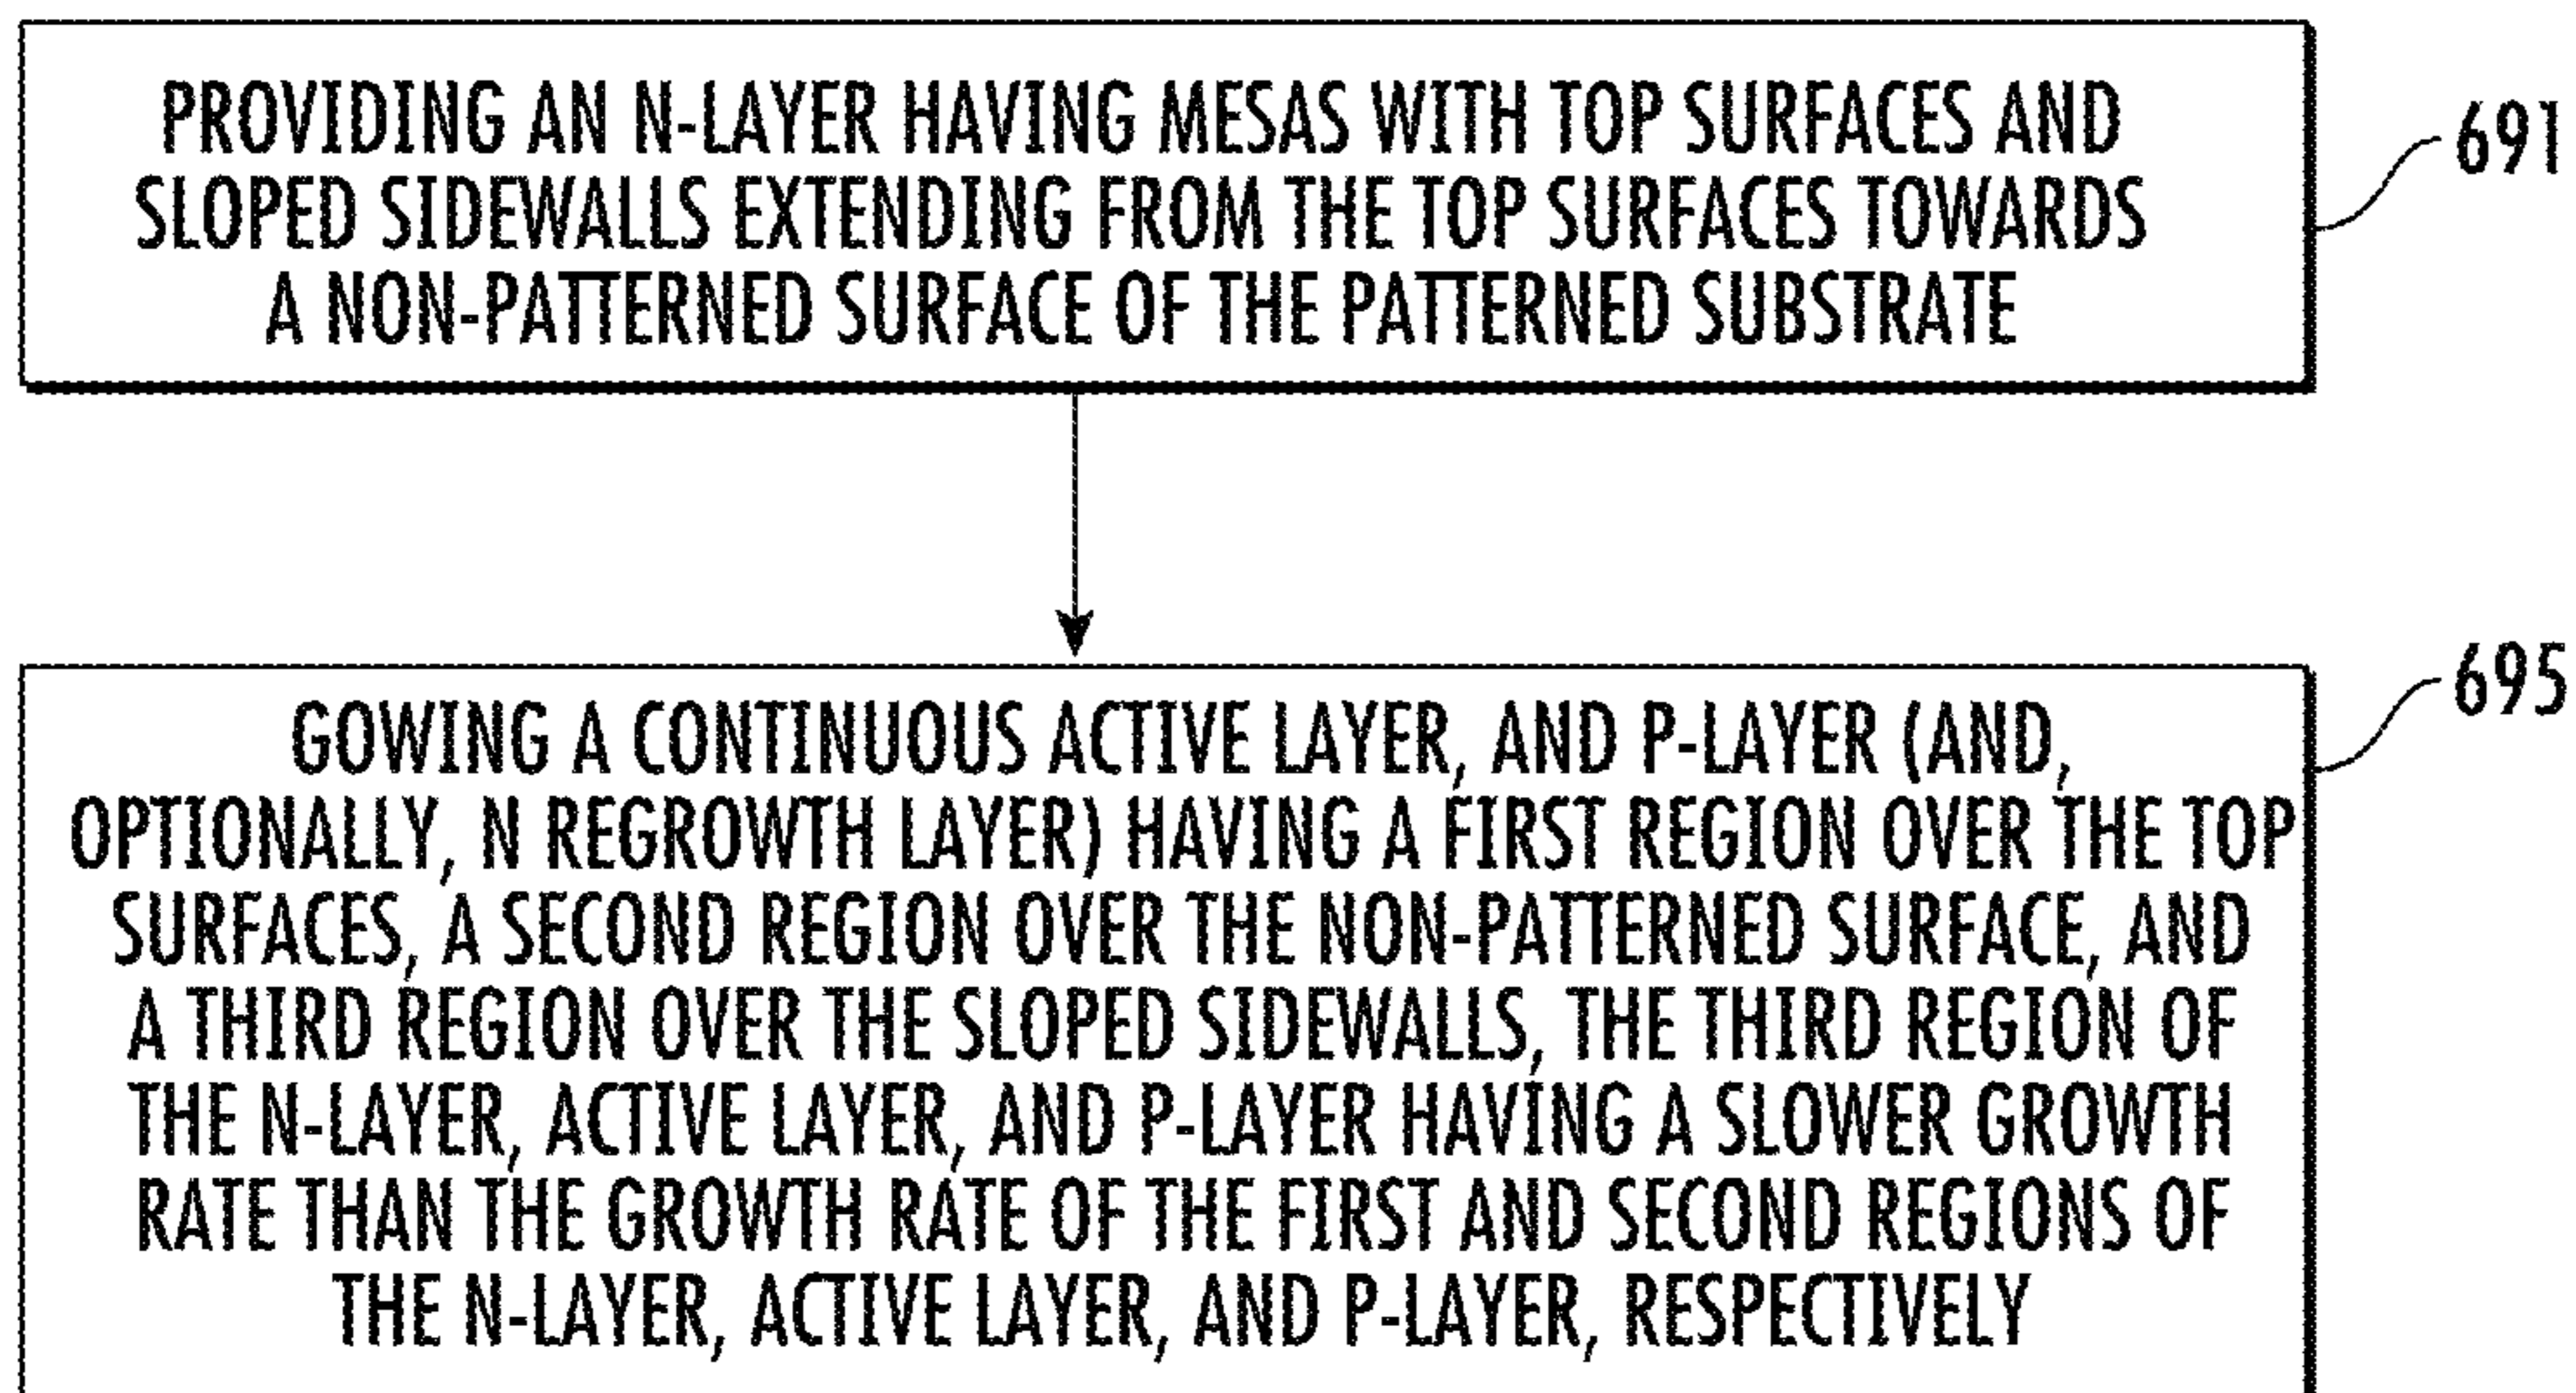 PROVIDING AN N-LAYER HAVING MESAS WITH TOP SURFACES AND
SLOPED SIDEWALLS EXTENDING FROM THE TOP SURFACES TOWARDS
A NON-PATTERNED SURFACE OF THE PATTERNED SUBSTRATE
691
GOWING A CONTINUOUS ACTIVE LAYER, AND P-LAYER (AND,
OPTIONALLY, N REGROWTH LAYER) HAVING A FIRST REGION OVER THE TOP
SURFACES, A SECOND REGION OVER THE NON-PATTERNED SURFACE, AND
A THIRD REGION OVER THE SLOPED SIDEWALLS, THE THIRD REGION OF
THE N-LAYER, ACTIVE LAYER, AND P-LAYER HAVING A SLOWER GROWTH
RATE THAN THE GROWTH RATE OF THE FIRST AND SECOND REGIONS OF
THE N-LAYER, ACTIVE LAYER, AND P-LAYER, RESPECTIVELY
695